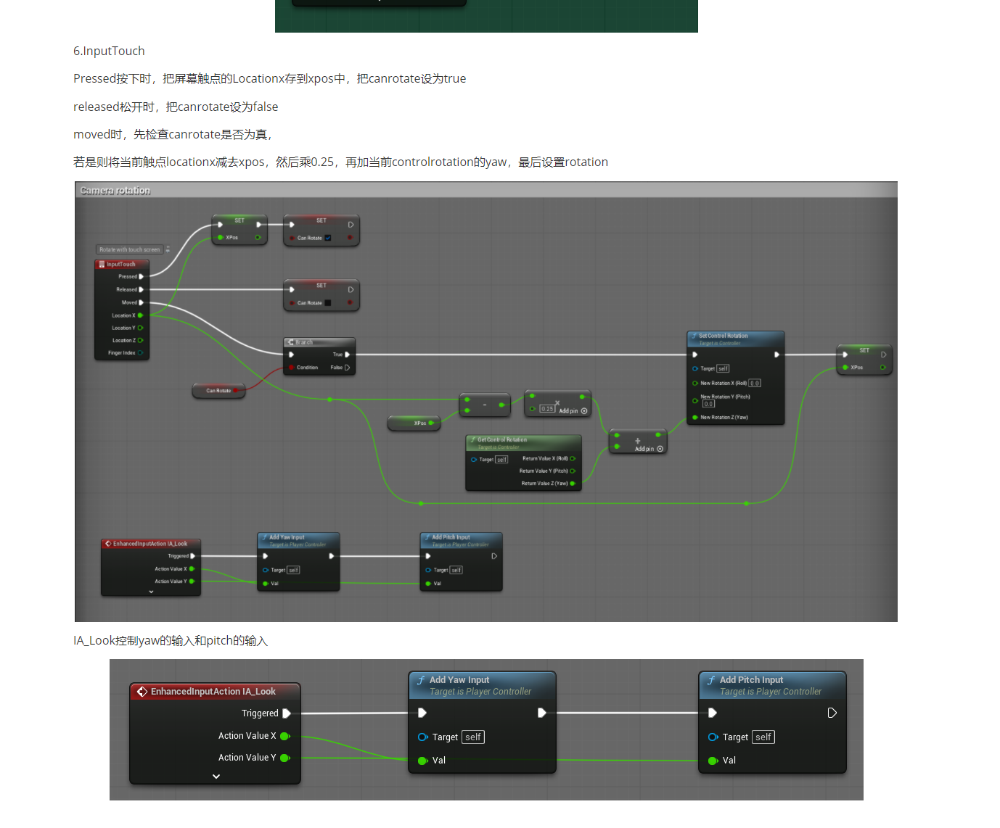 6.InputTouch
Pressed按下时，把屏幕触点的Locationx存到xpos中，把canrotate设为true
released松开时，把canrotate设为false
moved时，先检查canrotate是否为真，
若是则将当前触点locationx减去xpos，然后乘0.25，再加当前controlrotation的yaw，最后设置rotation
Camera rotation
SET
XPos
SET
Can Rotate
Rotate with touch screen
InputTouch
Pressed
Released
Moved
Location X
Location Y
Location Z
Finger Index
SET
Can Rotate
Branch
True
Condition
False
Can Rotate
XPos
-
×
0.25
Add pin
Get Control Rotation
Target is Controller
Target self
Return Value X (Roll)
Return Value Y (Pitch)
Return Value Z (Yaw)
+
Add pin
Set Control Rotation
Target is Controller
Target self
New Rotation X (Roll) 0.0
New Rotation Y (Pitch)
0.0
New Rotation Z (Yaw)
SET
XPos
EnhancedInputAction IA_Look
Triggered
Action Value X
Action Value Y
Add Yaw Input
Target is Player Controller
Target self
Val
Add Pitch Input
Target is Player Controller
Target self
Val
IA_Look控制yaw的输入和pitch的输入
EnhancedInputAction IA_Look
Triggered
Action Value X
Action Value Y
Add Yaw Input
Target is Player Controller
Target self
Val
Add Pitch Input
Target is Player Controller
Target self
Val